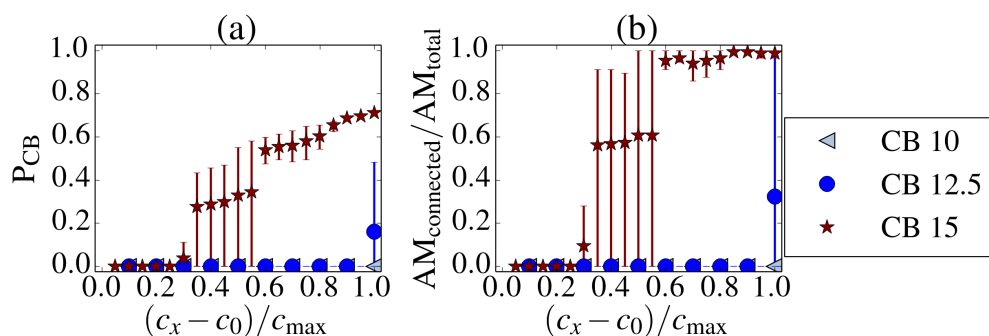 (a)
P_CB
1.0
0.8
0.6
0.4
0.2
0.0
0.0 0.2 0.4 0.6 0.8 1.0
(c_x − c_0)/c_max
(b)
AM_connected/AM_total
1.0
0.8
0.6
0.4
0.2
0.0
0.0 0.2 0.4 0.6 0.8 1.0
(c_x − c_0)/c_max
CB 10
CB 12.5
CB 15